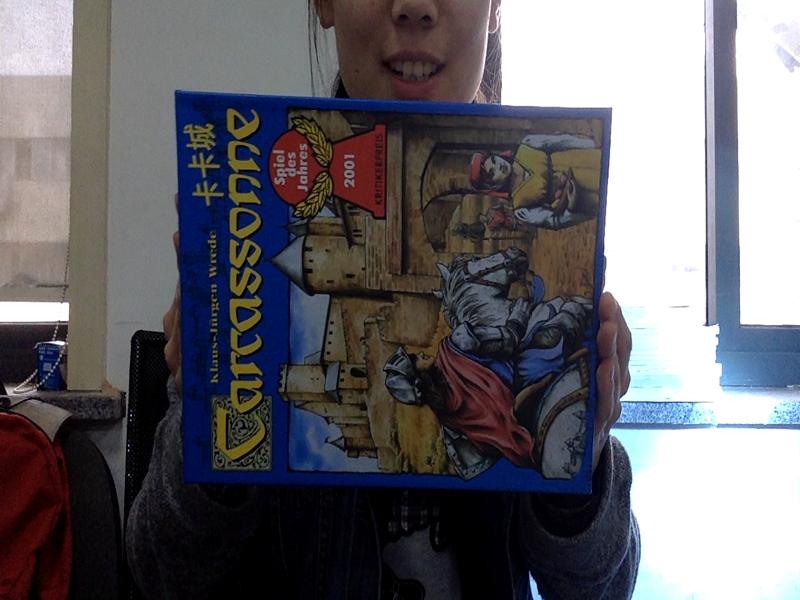 卡卡城
Klaus-Jürgen Wrede
Carcassonne
Spiel
des
Jahres
2001
KRITIKERPREIS